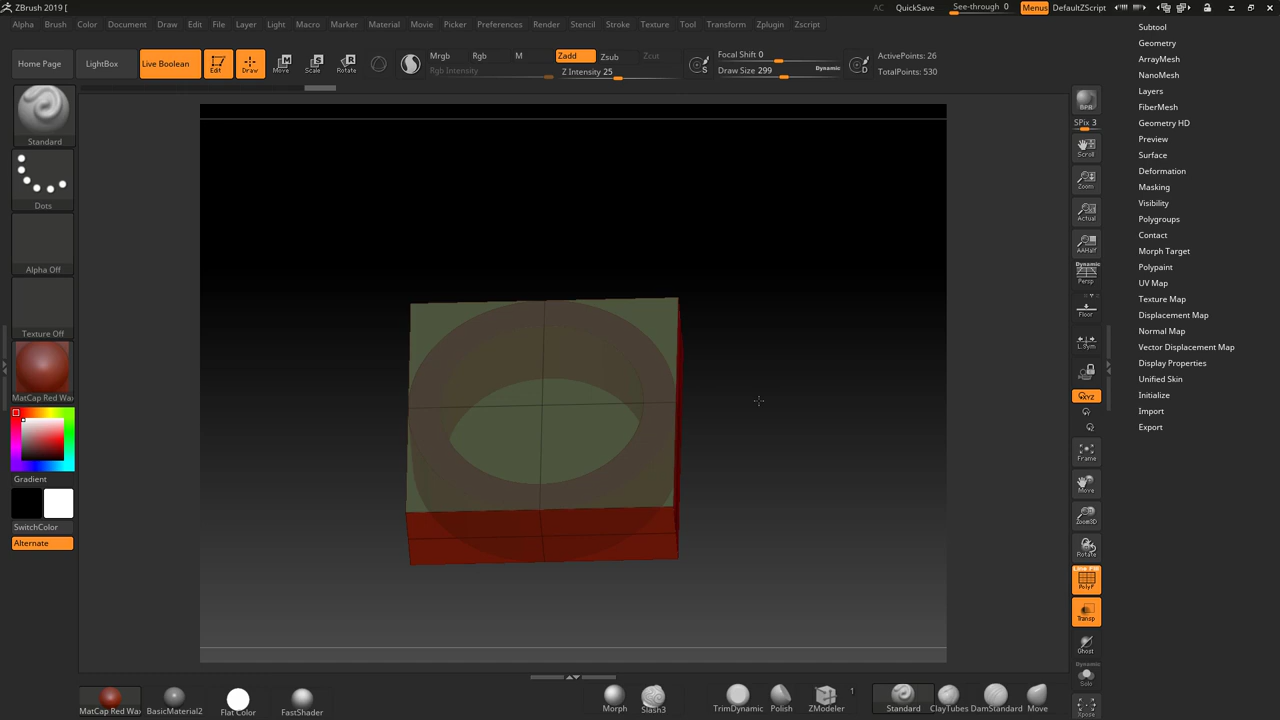 ZBrush 2019 [
AC QuickSave See-through 0 Menus DefaultZScript
Alpha Brush Color Document Draw Edit File Layer Light Macro Marker Material Movie Picker Preferences Render Stencil Stroke Texture Tool Transform Zplugin Zscript
Home Page LightBox Live Boolean Edit Draw Move Scale Rotate
Mrgb Rgb M Zadd Zsub Zcut
Rgb Intensity Z Intensity 25
Focal Shift 0
Draw Size 299 Dynamic
S
D
ActivePoints: 26
TotalPoints: 530
Standard
Dots
Alpha Off
Texture Off
MatCap Red Wa
Gradient
SwitchColor
Alternate
BPR
SPix 3
Scroll
Zoom
Actual
AAHalf
Dynamic
Persp
Floor
L.Sym
XYZ
Frame
Move
Zoom3D
Rotate
Line Fill
PolyF
Transp
Ghost
Dynamic
Solo
Xpose
Subtool
Geometry
ArrayMesh
NanoMesh
Layers
FiberMesh
Geometry HD
Preview
Surface
Deformation
Masking
Visibility
Polygroups
Contact
Morph Target
Polypaint
UV Map
Texture Map
Displacement Map
Normal Map
Vector Displacement Map
Display Properties
Unified Skin
Initialize
Import
Export
MatCap Red Wax BasicMaterial2 Flat Color FastShader Morph Slash3 TrimDynamic Polish ZModeler 1 Standard ClayTubes DamStandard Move